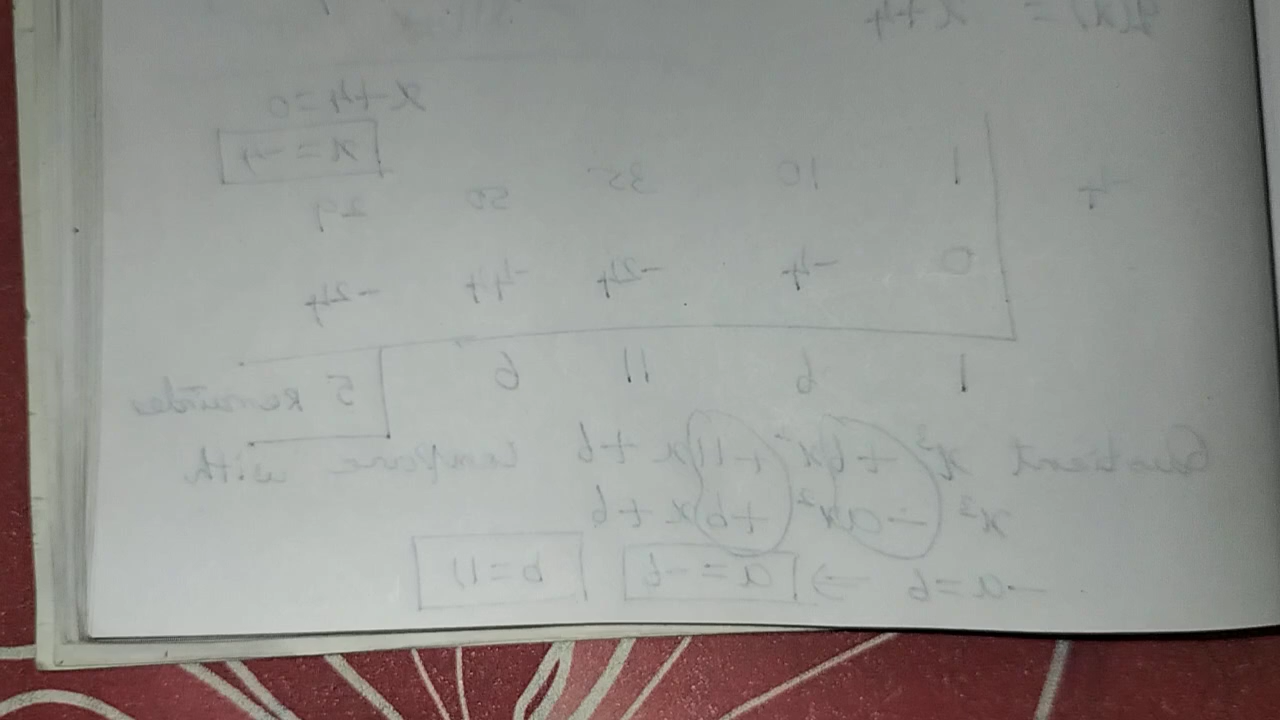 q(x) = x+4
x+4=0
x=-4
-4 | 1 10 35 50 29
0 -4 -24 -44 -24
1 6 11 6 | 5 remainder
Quotient x³+6x²+11x+6 compare with
x³-ax²+bx+6
-a=6 ⇒ a=-6 b=11